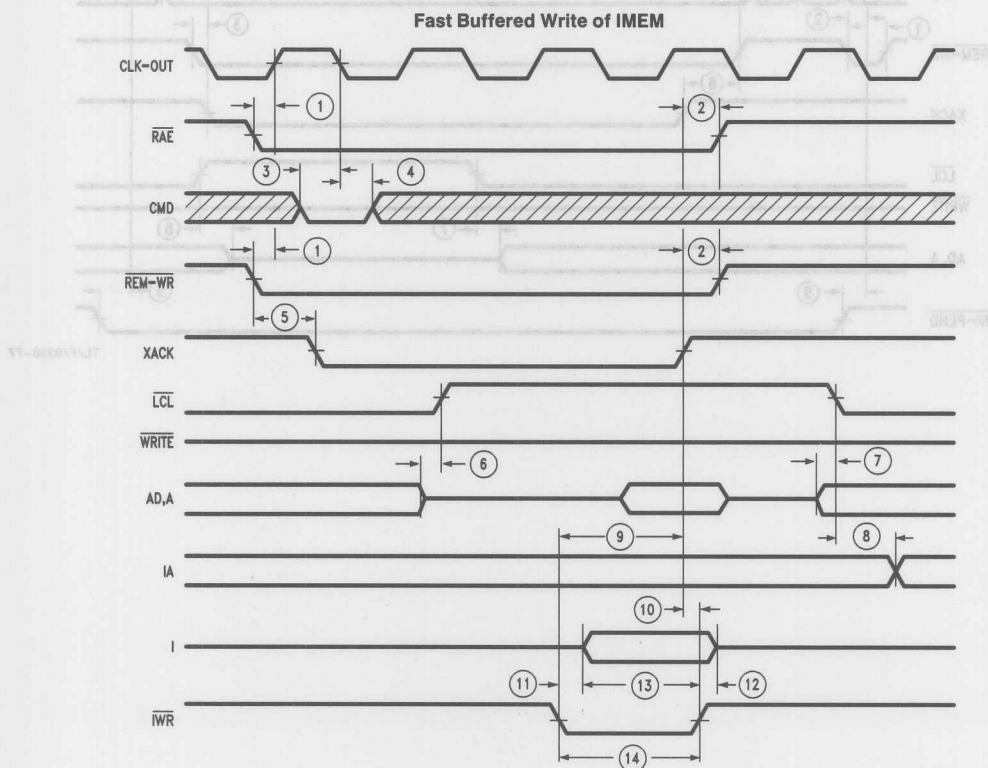 Fast Buffered Write of IMEM
CLK-OUT
1
2
RAE
3
4
CMD
1
2
REM-WR
5
XACK
LCL
WRITE
6
7
AD,A
9
8
IA
10
I
11
13
12
IWR
14